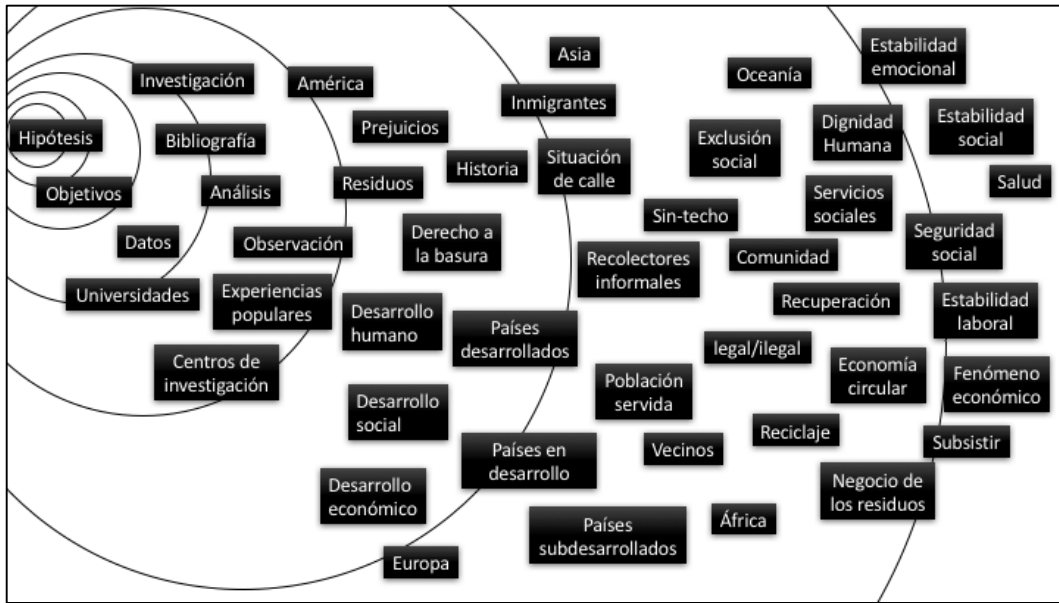 Hipótesis
Objetivos
Investigación
Bibliografía
Análisis
Datos
Universidades
América
Residuos
Observación
Experiencias
populares
Centros de
investigación
Prejuicios
Historia
Derecho a
la basura
Desarrollo
humano
Desarrollo
social
Desarrollo
económico
Europa
Asia
Inmigrantes
Situación
de calle
Países
desarrollados
Países en
desarrollo
Recolectores
informales
Sin-techo
Exclusión
social
Oceanía
Dignidad
Humana
Servicios
sociales
Comunidad
Recuperación
legal/ilegal
Población
servida
Vecinos
Reciclaje
Economía
circular
Países
subdesarrollados
África
Negocio de
los residuos
Estabilidad
emocional
Estabilidad
social
Salud
Seguridad
social
Estabilidad
laboral
Fenómeno
económico
Subsistir